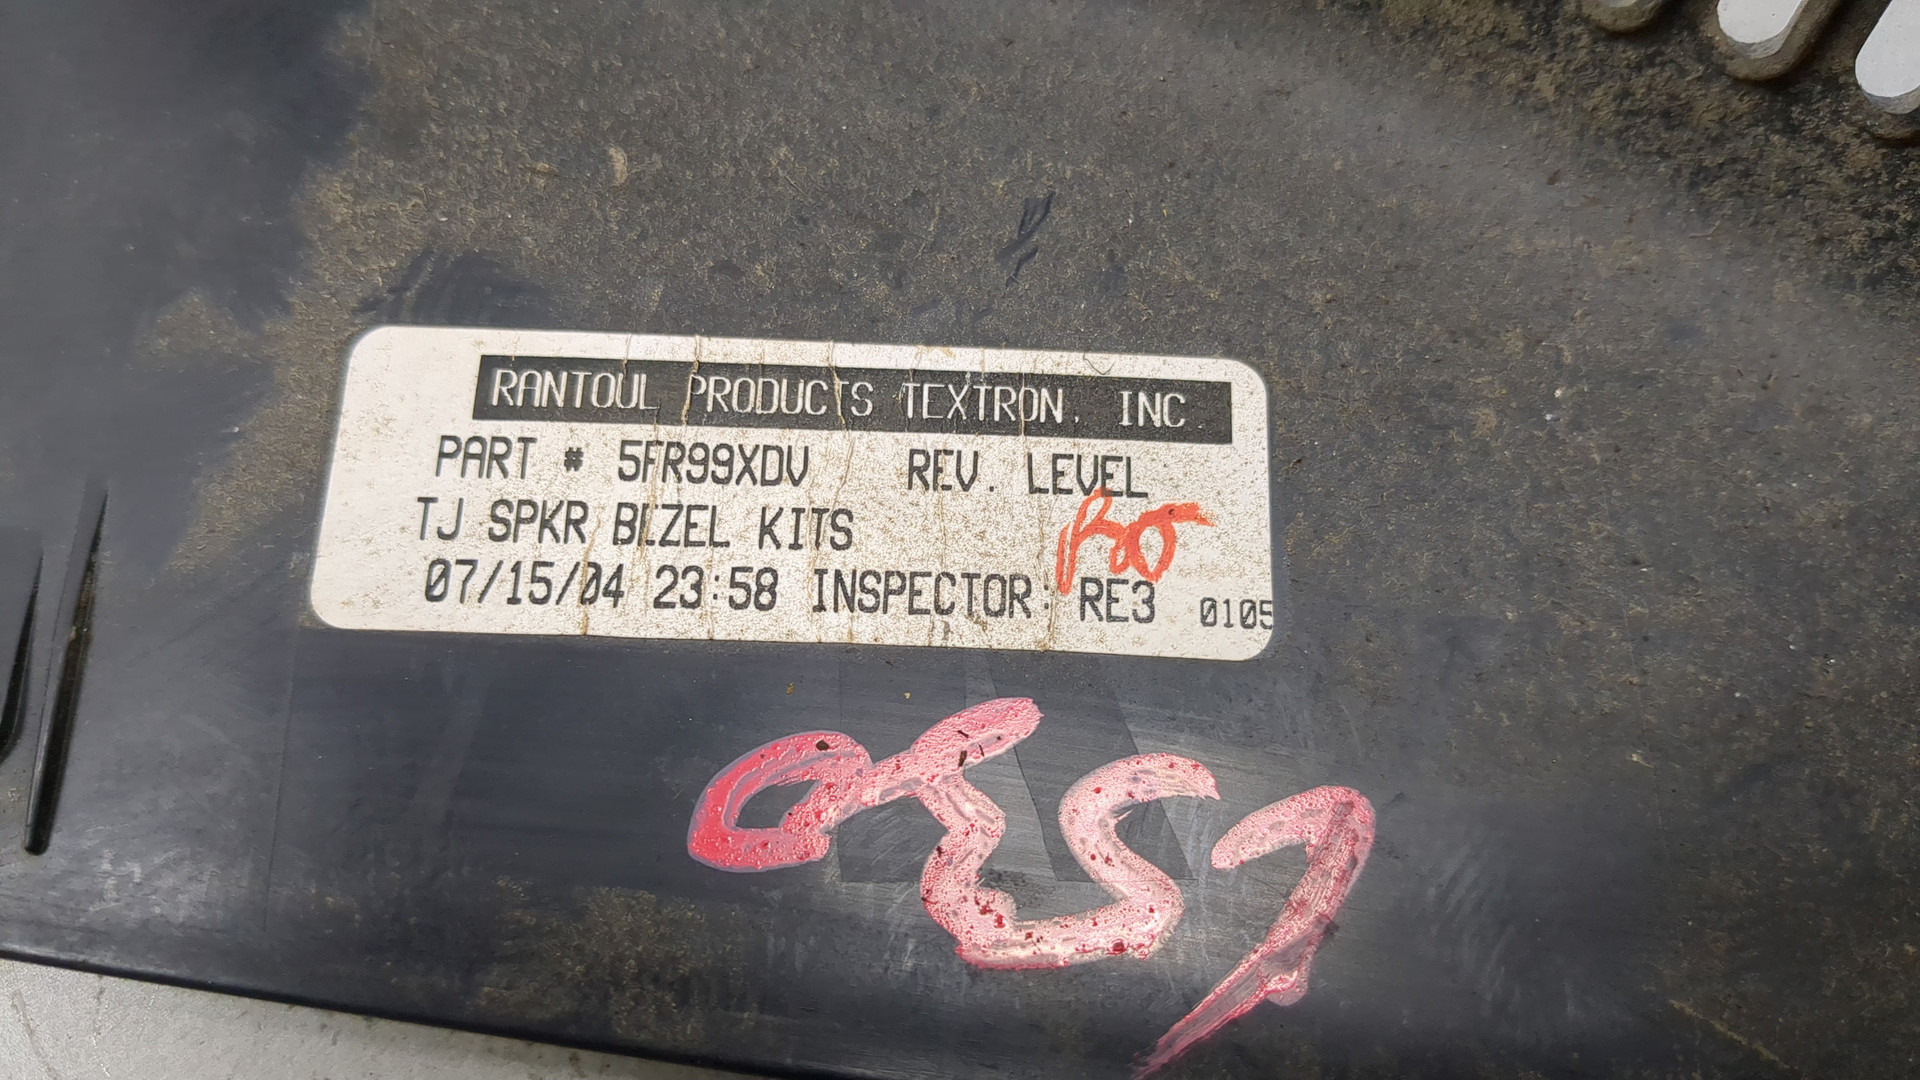 RANTOUL PRODUCTS TEXTRON, INC.
PART # 5FR99XDV REV. LEVEL
TJ SPKR BEZEL KITS
07/15/04 23:58 INSPECTOR: RE3 0105